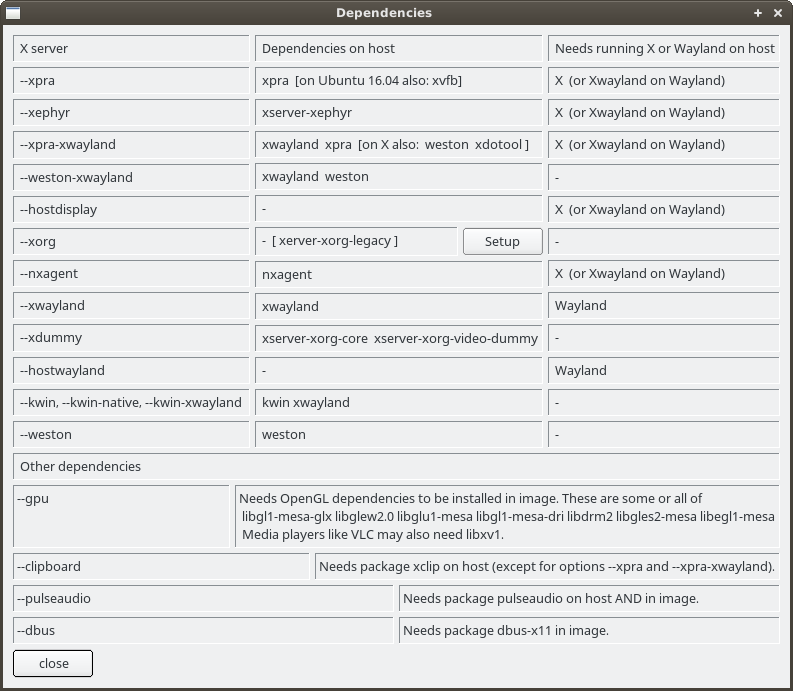 Dependencies
X server Dependencies on host Needs running X or Wayland on host
--xpra xpra [on Ubuntu 16.04 also: xvfb] X (or Xwayland on Wayland)
--xephyr xserver-xephyr X (or Xwayland on Wayland)
--xpra-xwayland xwayland xpra [on X also: weston xdotool ] X (or Xwayland on Wayland)
--weston-xwayland xwayland weston -
--hostdisplay - X (or Xwayland on Wayland)
--xorg - [ xerver-xorg-legacy ] Setup -
--nxagent nxagent X (or Xwayland on Wayland)
--xwayland xwayland Wayland
--xdummy xserver-xorg-core xserver-xorg-video-dummy -
--hostwayland - Wayland
--kwin, --kwin-native, --kwin-xwayland kwin xwayland -
--weston weston -
Other dependencies
--gpu Needs OpenGL dependencies to be installed in image. These are some or all of
libgl1-mesa-glx libglew2.0 libglu1-mesa libgl1-mesa-dri libdrm2 libgles2-mesa libegl1-mesa
Media players like VLC may also need libxv1.
--clipboard Needs package xclip on host (except for options --xpra and --xpra-xwayland).
--pulseaudio Needs package pulseaudio on host AND in image.
--dbus Needs package dbus-x11 in image.
close